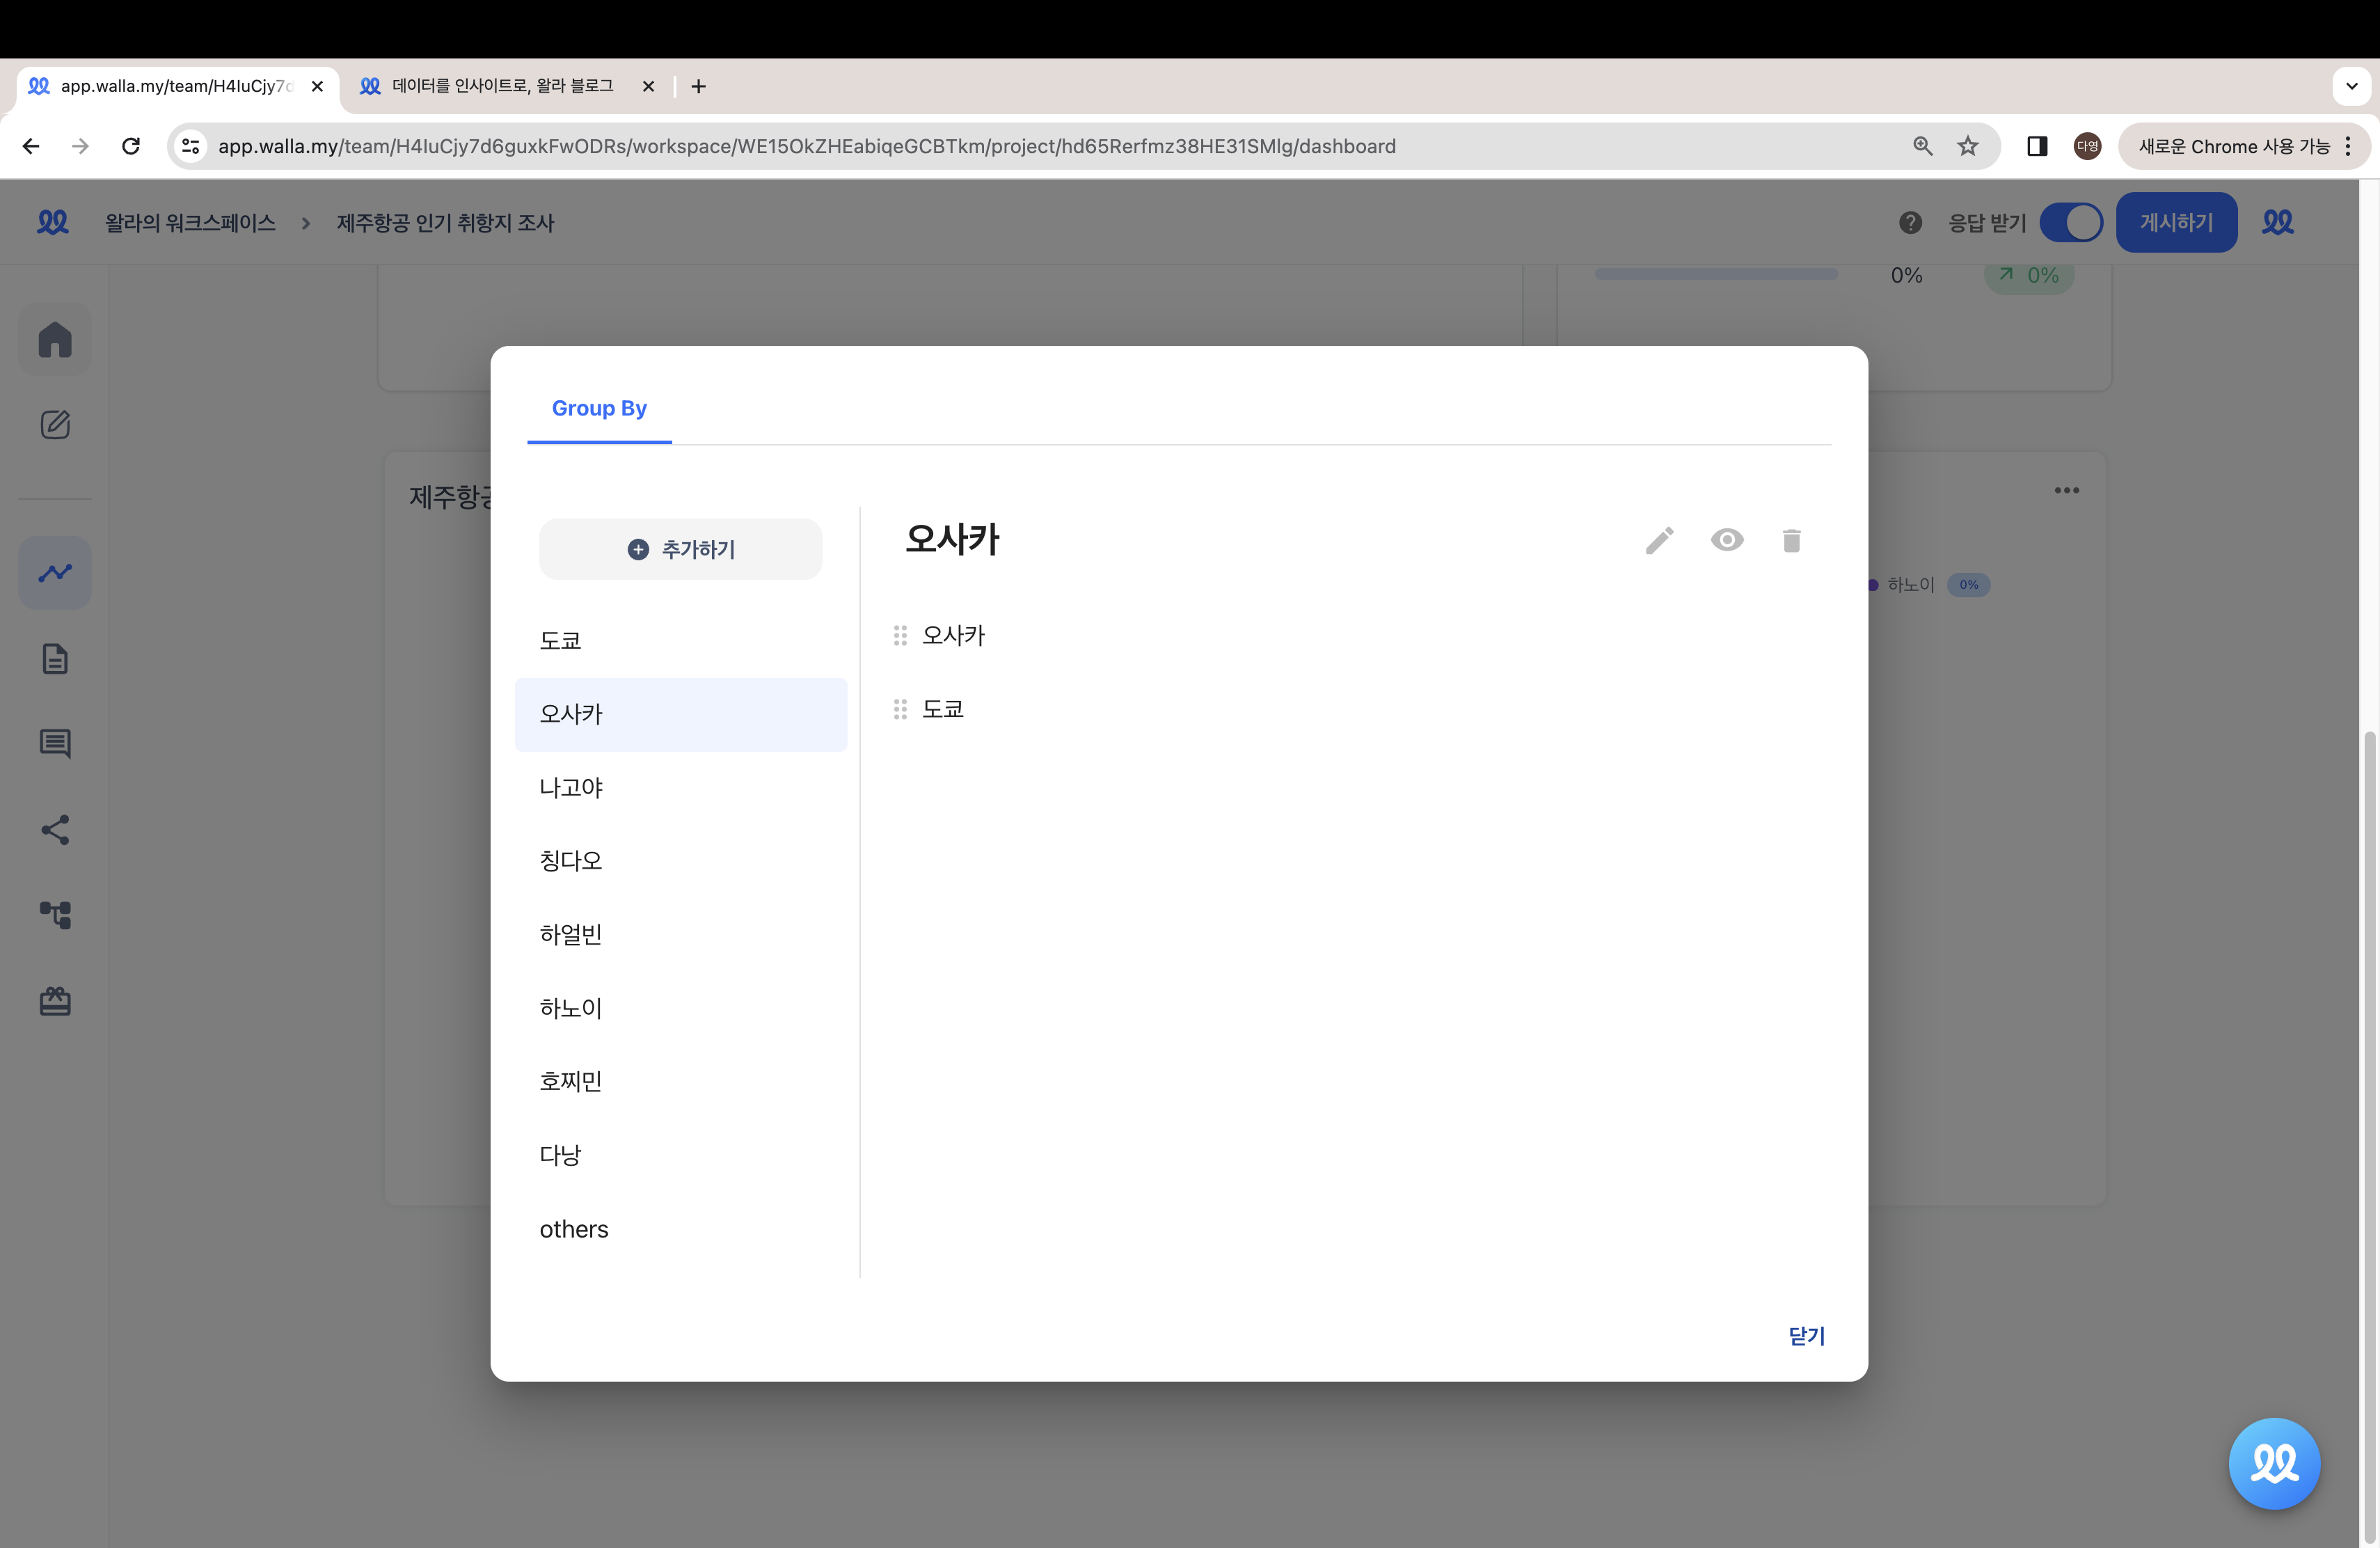 app.walla.my/team/H4IuCjy7d
데이터를 인사이트로, 왈라 블로그
app.walla.my/team/H4IuCjy7d6guxkFwODRs/workspace/WE15OkZHEabiqeGCBTkm/project/hd65Rerfmz38HE31SMlg/dashboard
다영
새로운 Chrome 사용 가능
왈라의 워크스페이스 > 제주항공 인기 취항지 조사
응답 받기
게시하기
0%
0%
제주항공
하노이 0%
Group By
추가하기
도쿄
오사카
나고야
칭다오
하얼빈
하노이
호찌민
다낭
others
오사카
오사카
도쿄
닫기